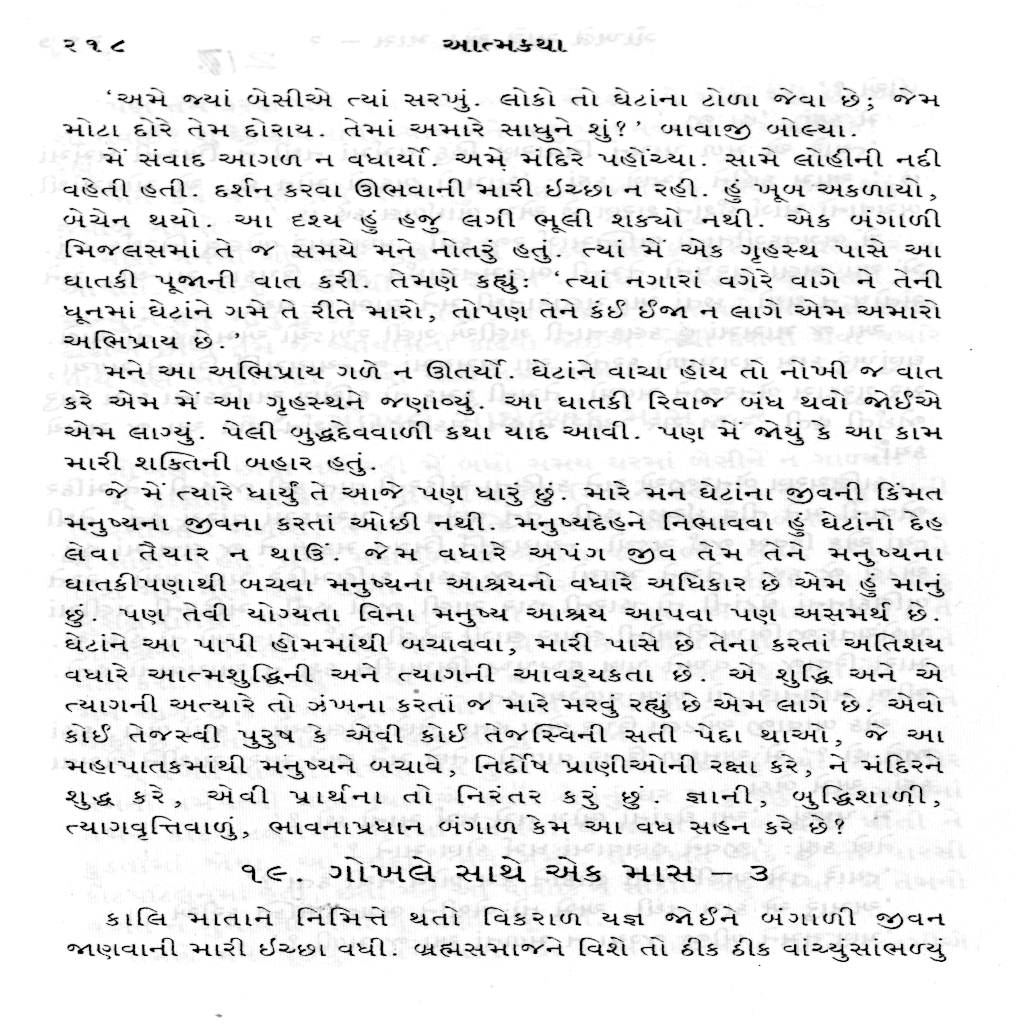 ૨૧૮ આત્મકથા
‘અમે જ્યાં બેસીએ ત્યાં સરખું. લોકો તો ઘેટાંના ટોળા જેવા છે; જેમ
મોટા દોરે તેમ દોરાય. તેમાં અમારે સાધુને શું?’ બાવાજી બોલ્યા.
મેં સંવાદ આગળ ન વધાર્યો. અમે મંદિરે પહોંચ્યા. સામે લોહીની નદી
વહેતી હતી. દર્શન કરવા ઊભવાની મારી ઇચ્છા ન રહી. હું ખૂબ અકળાયો,
બેચેન થયો. આ દૃશ્ય હું હજુ લગી ભૂલી શક્યો નથી. એક બંગાળી
મિજલસમાં તે જ સમયે મને નોતરું હતું. ત્યાં મેં એક ગૃહસ્થ પાસે આ
ઘાતકી પૂજાની વાત કરી. તેમણે કહ્યું: ‘ત્યાં નગારાં વગેરે વાગે ને તેની
ધૂનમાં ઘેટાંને ગમે તે રીતે મારો, તોપણ તેને કંઈ ઈજા ન લાગે એમ અમારો
અભિપ્રાય છે.’
મને આ અભિપ્રાય ગળે ન ઊતર્યો. ઘેટાંને વાચા હોય તો નોખી જ વાત
કરે એમ મેં આ ગૃહસ્થને જણાવ્યું. આ ઘાતકી રિવાજ બંધ થવો જોઈએ
એમ લાગ્યું. પેલી બુદ્ધદેવવાળી કથા યાદ આવી. પણ મેં જોયું કે આ કામ
મારી શક્તિની બહાર હતું.
જે મેં ત્યારે ધાર્યું તે આજે પણ ધારું છું. મારે મન ઘેટાંના જીવની કિંમત
મનુષ્યના જીવના કરતાં ઓછી નથી. મનુષ્યદેહને નિભાવવા હું ઘેટાંનો દેહ
લેવા તૈયાર ન થાઉં. જેમ વધારે અપંગ જીવ તેમ તેને મનુષ્યના
ઘાતકીપણાથી બચવા મનુષ્યના આશ્રયનો વધારે અધિકાર છે એમ હું માનું
છું. પણ તેવી યોગ્યતા વિના મનુષ્ય આશ્રય આપવા પણ અસમર્થ છે.
ઘેટાંને આ પાપી હોમમાંથી બચાવવા, મારી પાસે છે તેના કરતાં અતિશય
વધારે આત્મશુદ્ધિની અને ત્યાગની આવશ્યકતા છે. એ શુદ્ધિ અને એ
ત્યાગની અત્યારે તો ઝંખના કરતાં જ મારે મરવું રહ્યું છે એમ લાગે છે. એવો
કોઈ તેજસ્વી પુરુષ કે એવી કોઈ તેજસ્વિની સતી પેદા થાઓ, જે આ
મહાપાતકમાંથી મનુષ્યને બચાવે, નિર્દોષ પ્રાણીઓની રક્ષા કરે, ને મંદિરને
શુદ્ધ કરે, એવી પ્રાર્થના તો નિરંતર કરું છું. જ્ઞાની, બુદ્ધિશાળી,
ત્યાગવૃત્તિવાળું, ભાવનાપ્રધાન બંગાળ કેમ આ વધ સહન કરે છે?
૧૯. ગોખલે સાથે એક માસ – ૩
કાલિ માતાને નિમિત્તે થતો વિકરાળ યજ્ઞ જોઈને બંગાળી જીવન
જાણવાની મારી ઇચ્છા વધી. બ્રહ્મસમાજને વિશે તો ઠીક ઠીક વાંચ્યુંસાંભળ્યું